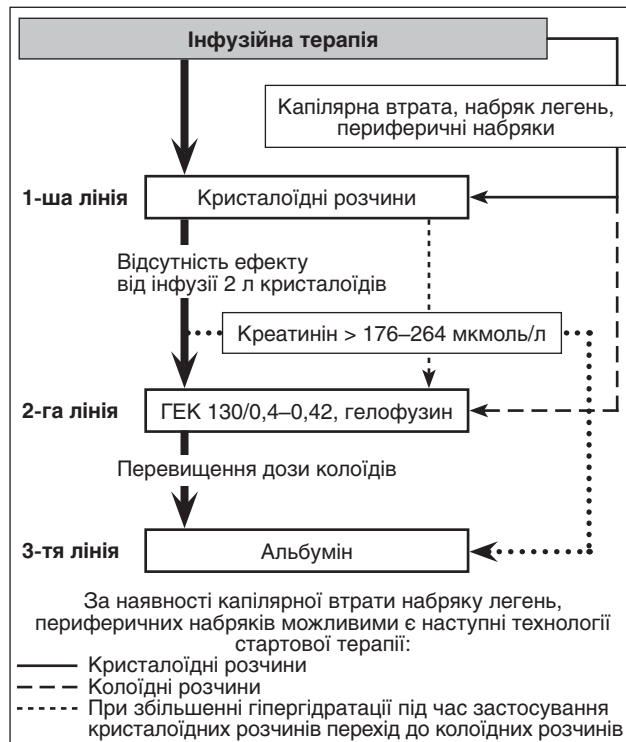 Інфузійна терапія
Капілярна втрата, набряк легень,
периферичні набряки
1-ша лінія
Кристалоїдні розчини
Відсутність ефекту
від інфузії 2 л кристалоїдів
Креатинін > 176–264 мкмоль/л
2-га лінія
ГЕК 130/0,4–0,42, гелофузин
Перевищення дози колоїдів
3-тя лінія
Альбумін
За наявності капілярної втрати набряку легень,
периферичних набряків можливими є наступні технології
стартової терапії:
Кристалоїдні розчини
Колоїдні розчини
При збільшенні гіпергідратації під час застосування
кристалоїдних розчинів перехід до колоїдних розчинів